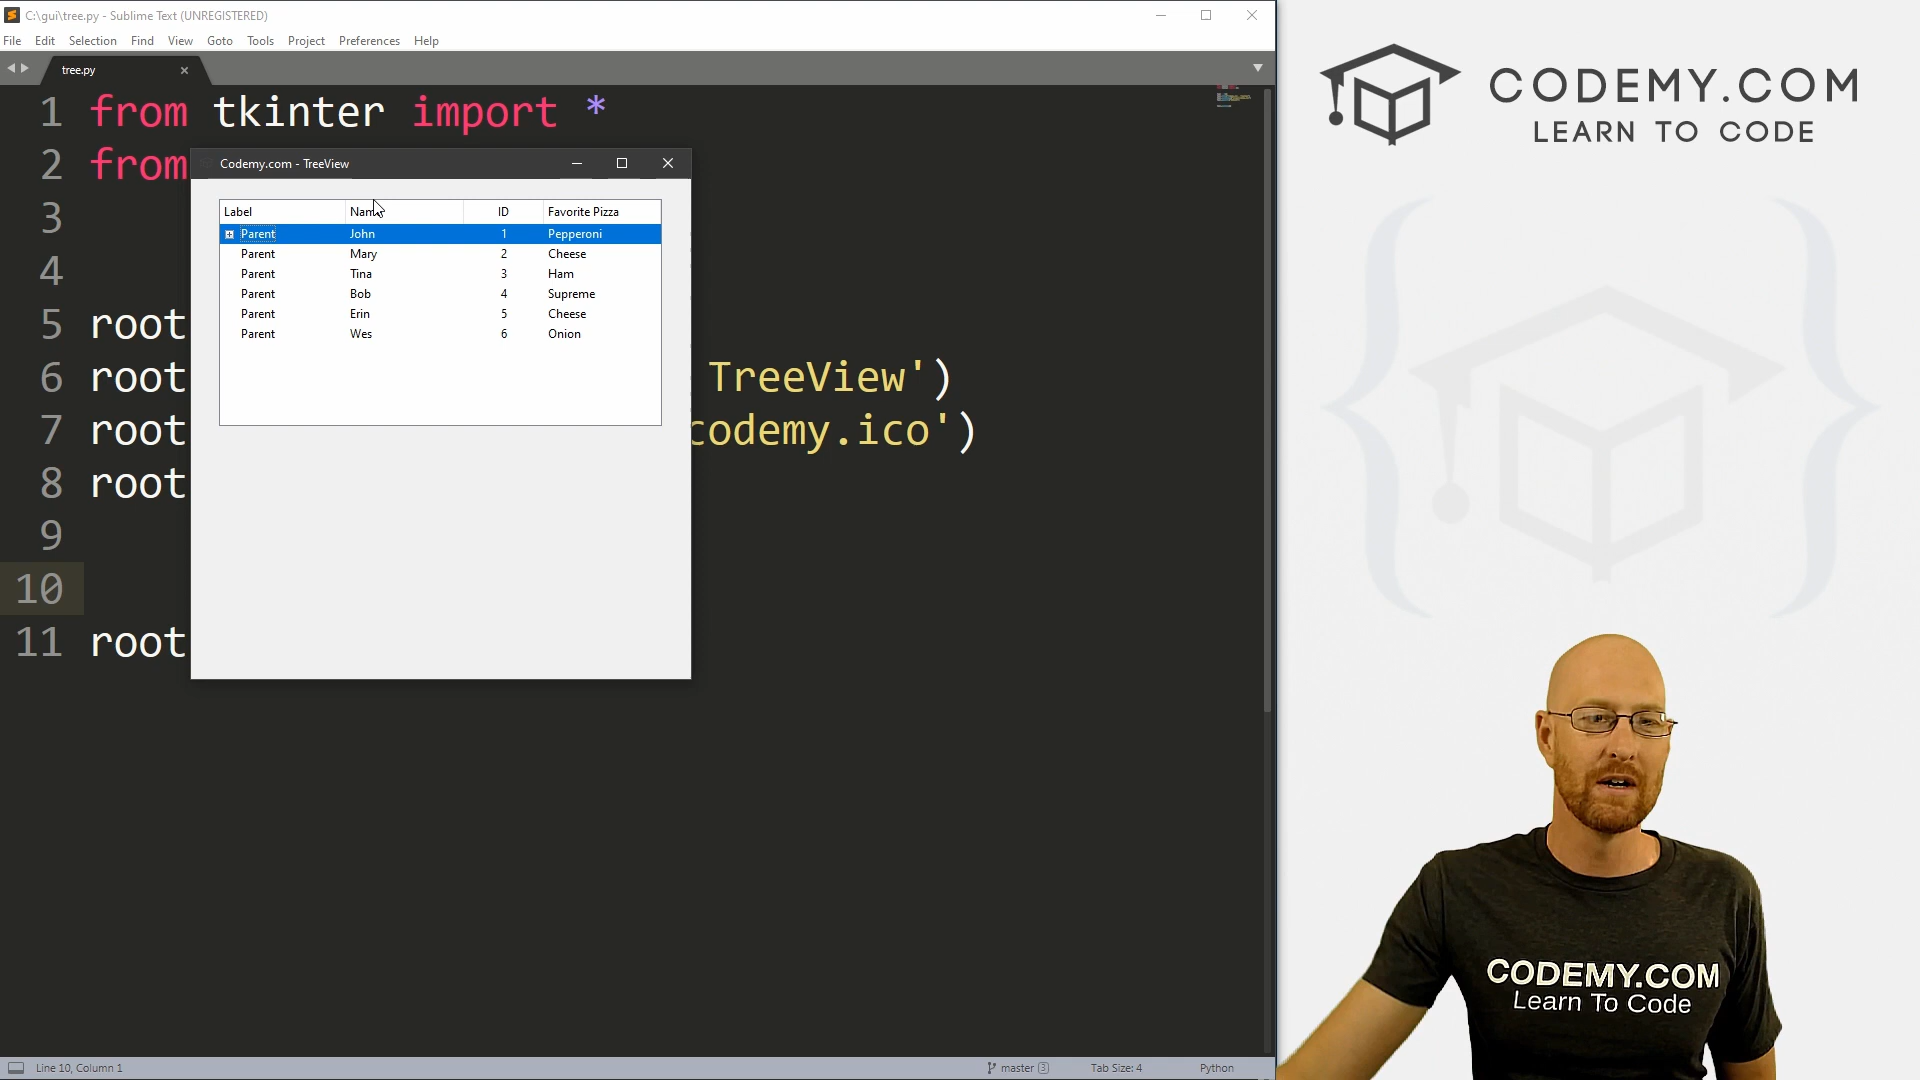 C:\gui\tree.py - Sublime Text (UNREGISTERED)
File Edit Selection Find View Goto Tools Project Preferences Help
tree.py
1 from tkinter import *
2 from
3
4
5 root
6 root TreeView')
7 root codemy.ico')
8 root
9
10
11 root
Codemy.com - TreeView
Label Name ID Favorite Pizza
Parent John 1 Pepperoni
Parent Mary 2 Cheese
Parent Tina 3 Ham
Parent Bob 4 Supreme
Parent Erin 5 Cheese
Parent Wes 6 Onion
Line 10, Column 1 master 3 Tab Size: 4 Python
CODEMY.COM
LEARN TO CODE
CODEMY.COM
Learn To Code